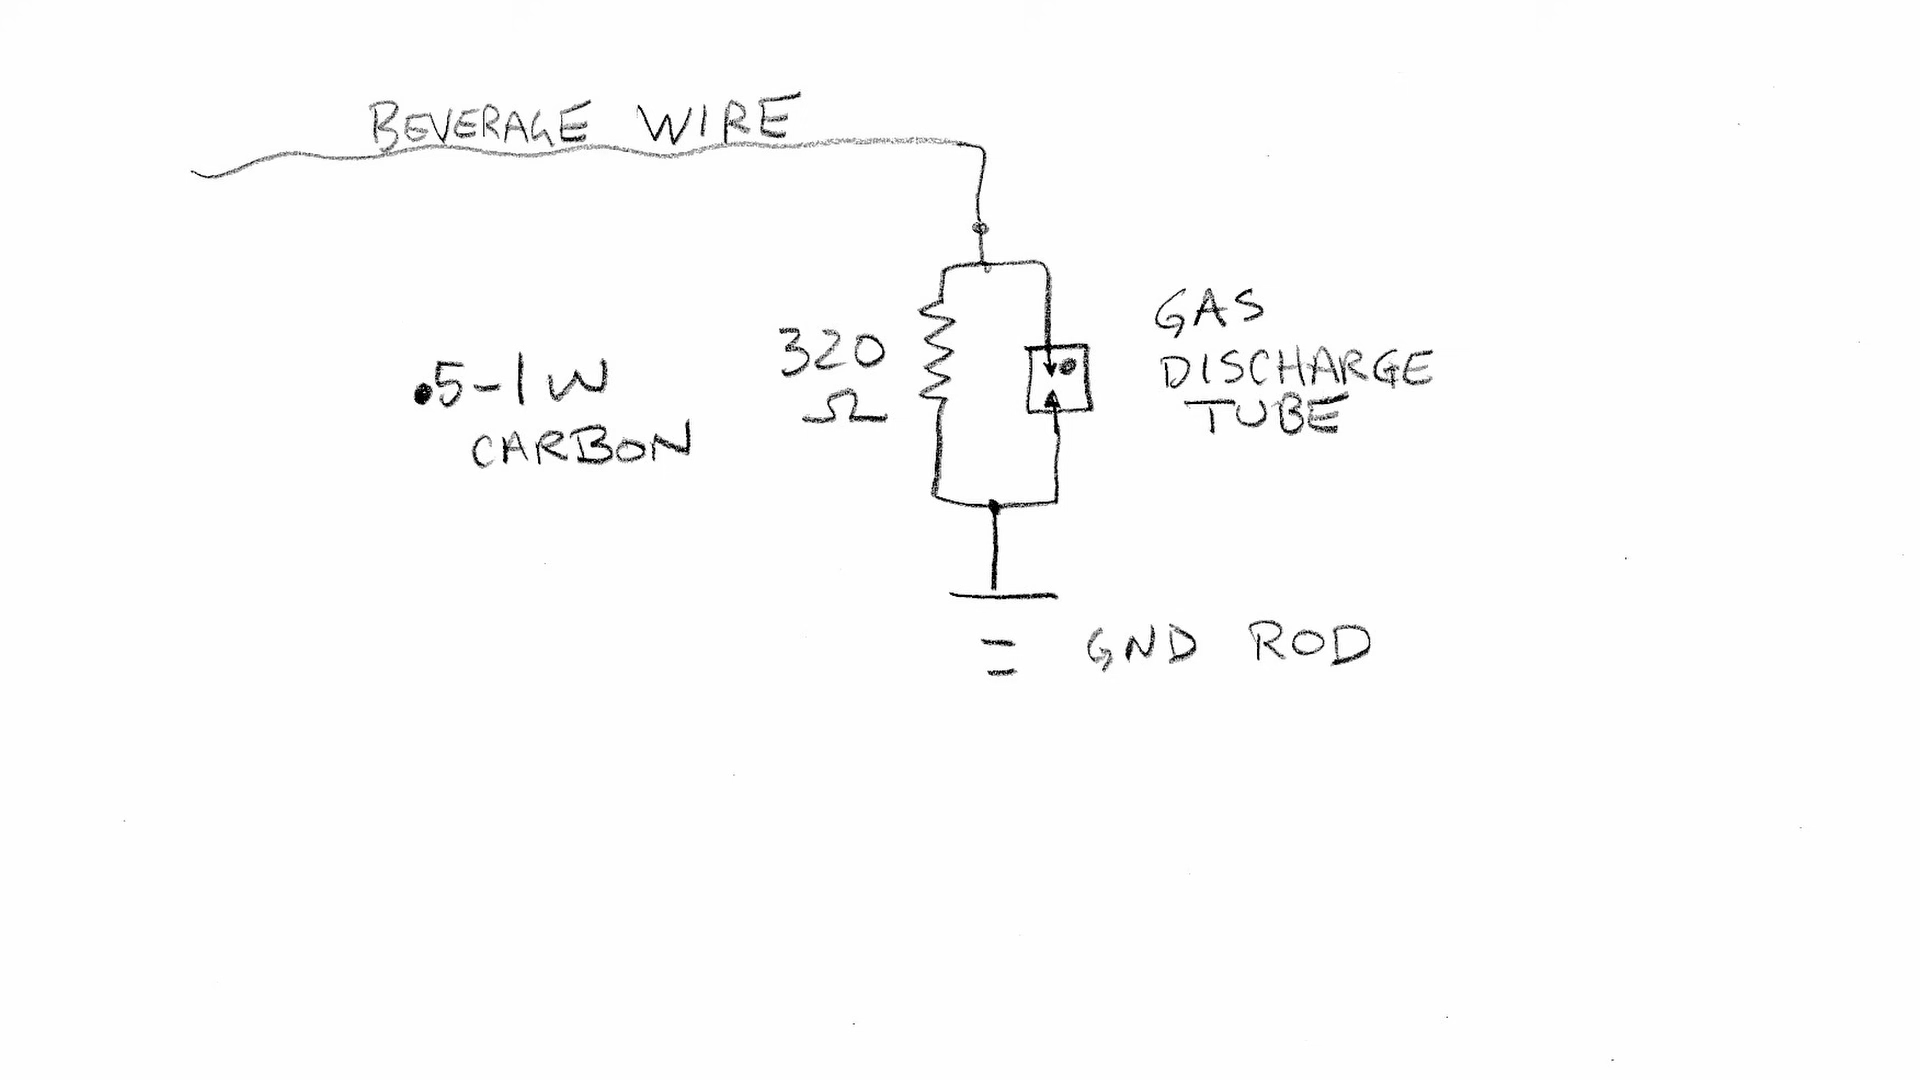 BEVERAGE WIRE
320
Ω
.5-1W
CARBON
GAS
DISCHARGE
TUBE
GND ROD